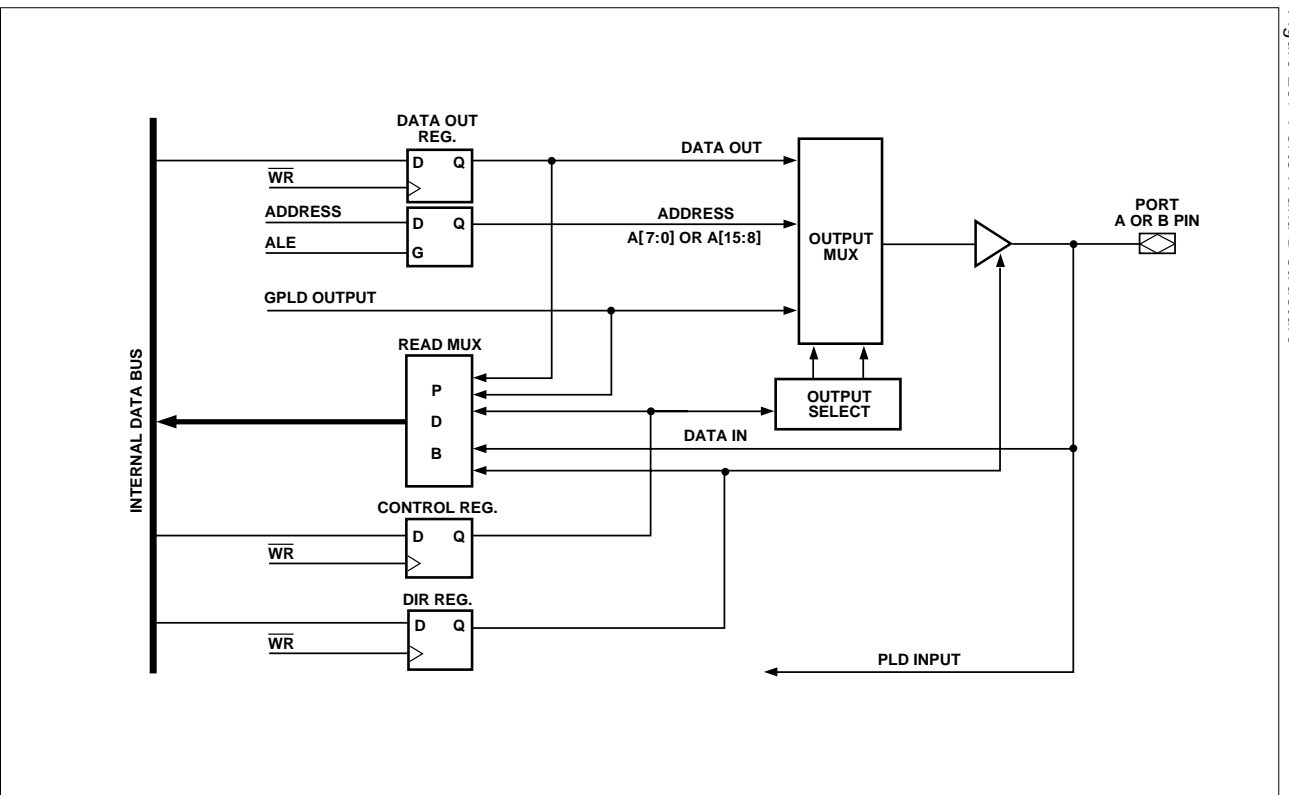 DATA OUT
REG.
D Q
WR
ADDRESS
D Q
ALE
G
DATA OUT
ADDRESS
A[7:0] OR A[15:8]
GPLD OUTPUT
OUTPUT
MUX
PORT
A OR B PIN
READ MUX
P
D
B
OUTPUT
SELECT
DATA IN
INTERNAL DATA BUS
CONTROL REG.
D Q
WR
DIR REG.
D Q
WR
PLD INPUT